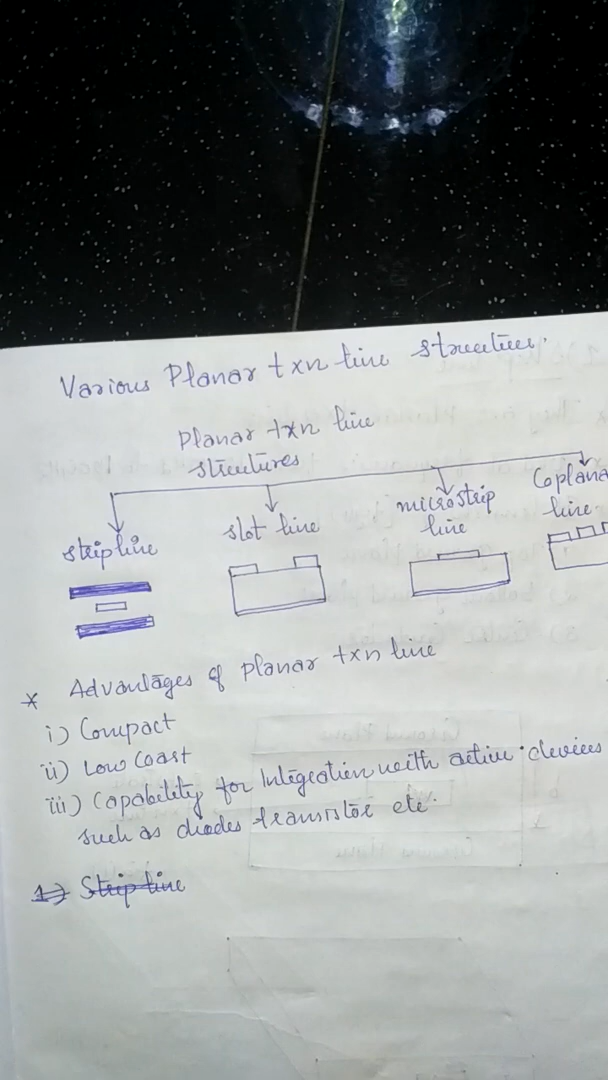 Various Planar txn line structures.
Planar txn line
structures
stripline
slot line
microstrip
line
Coplana
line
* Advantages of planar txn line
i) Compact
ii) Low Coast
iii) Capability for Integration with active devices
such as diodes transistor etc.
1) Strip line